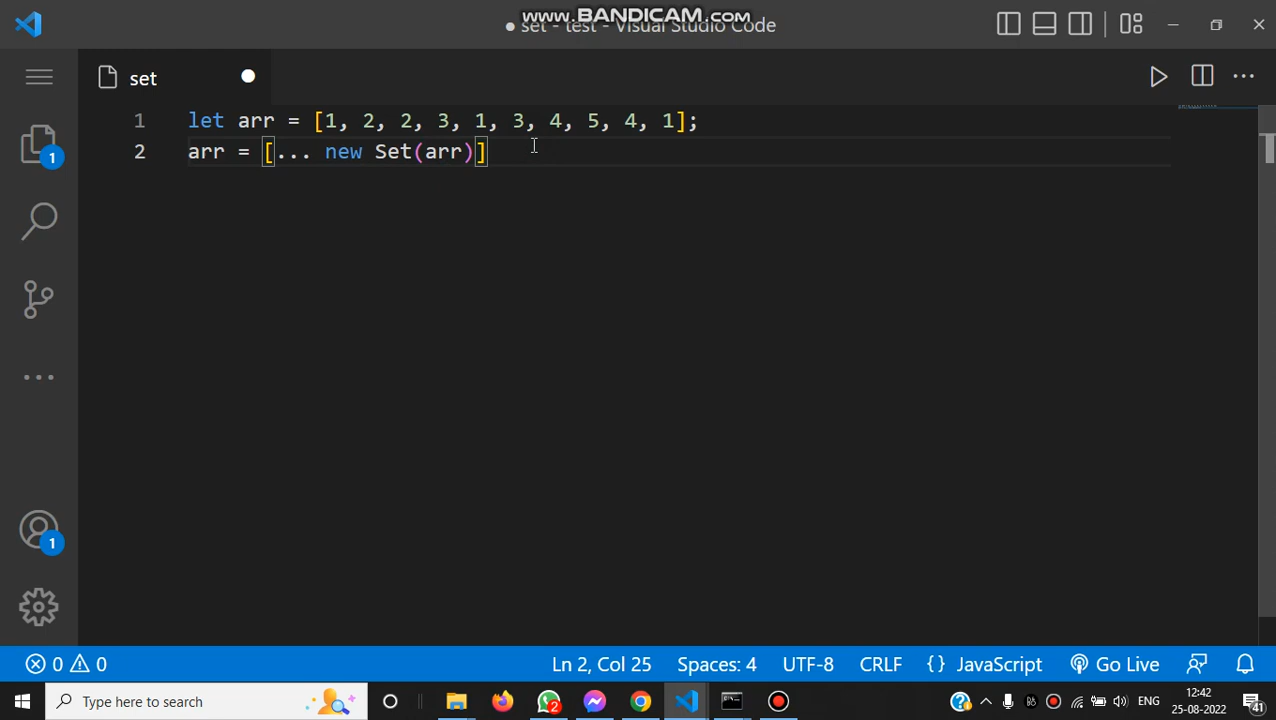 www.BANDICAM.com
● set - test - Visual Studio Code
set
1 let arr = [1, 2, 2, 3, 1, 3, 4, 5, 4, 1];
2 arr = [... new Set(arr)]
1
1
0 0
Ln 2, Col 25 Spaces: 4 UTF-8 CRLF {} JavaScript Go Live
Type here to search
2
ENG
12:42
25-08-2022
41